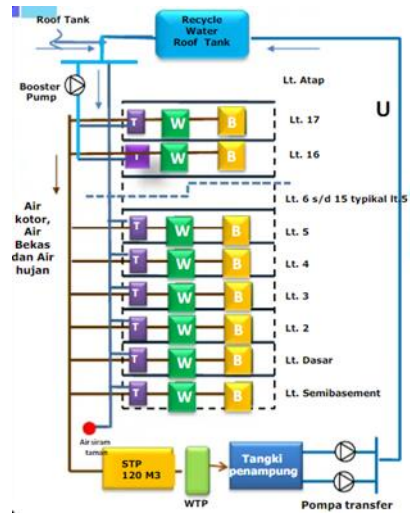 Roof Tank
Recycle
Water
Roof Tank
Booster
Pump
Lt. Atap
U
T W B Lt. 17
T W B Lt. 16
Lt. 6 s/d 15 typikal lt.5
Air
kotor,
Air
Bekas
dan Air
hujan
T W B Lt. 5
T W B Lt. 4
T W B Lt. 3
T W B Lt. 2
T W B Lt. Dasar
T W B Lt. Semibasement
Air siram
taman
STP
120 M3
WTP
Tangki
penampung
Pompa transfer